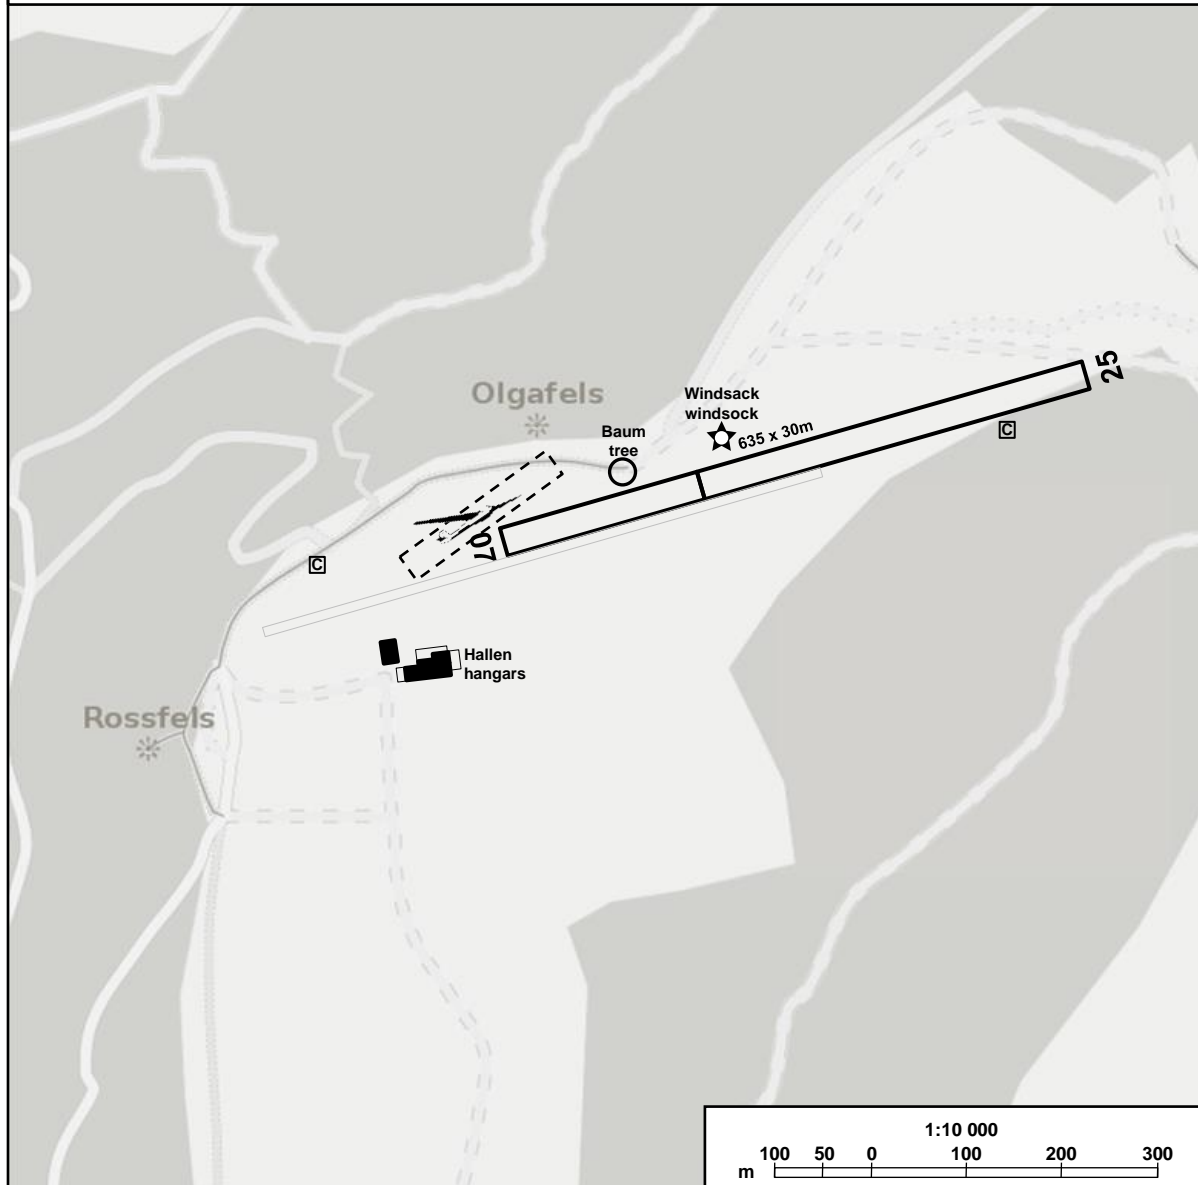 Olgafels
Windsack
windsock
Baum
tree
635 x 30m
25
C
07
C
Hallen
hangars
Rossfels
1:10 000
100 50 0 100 200 300
m